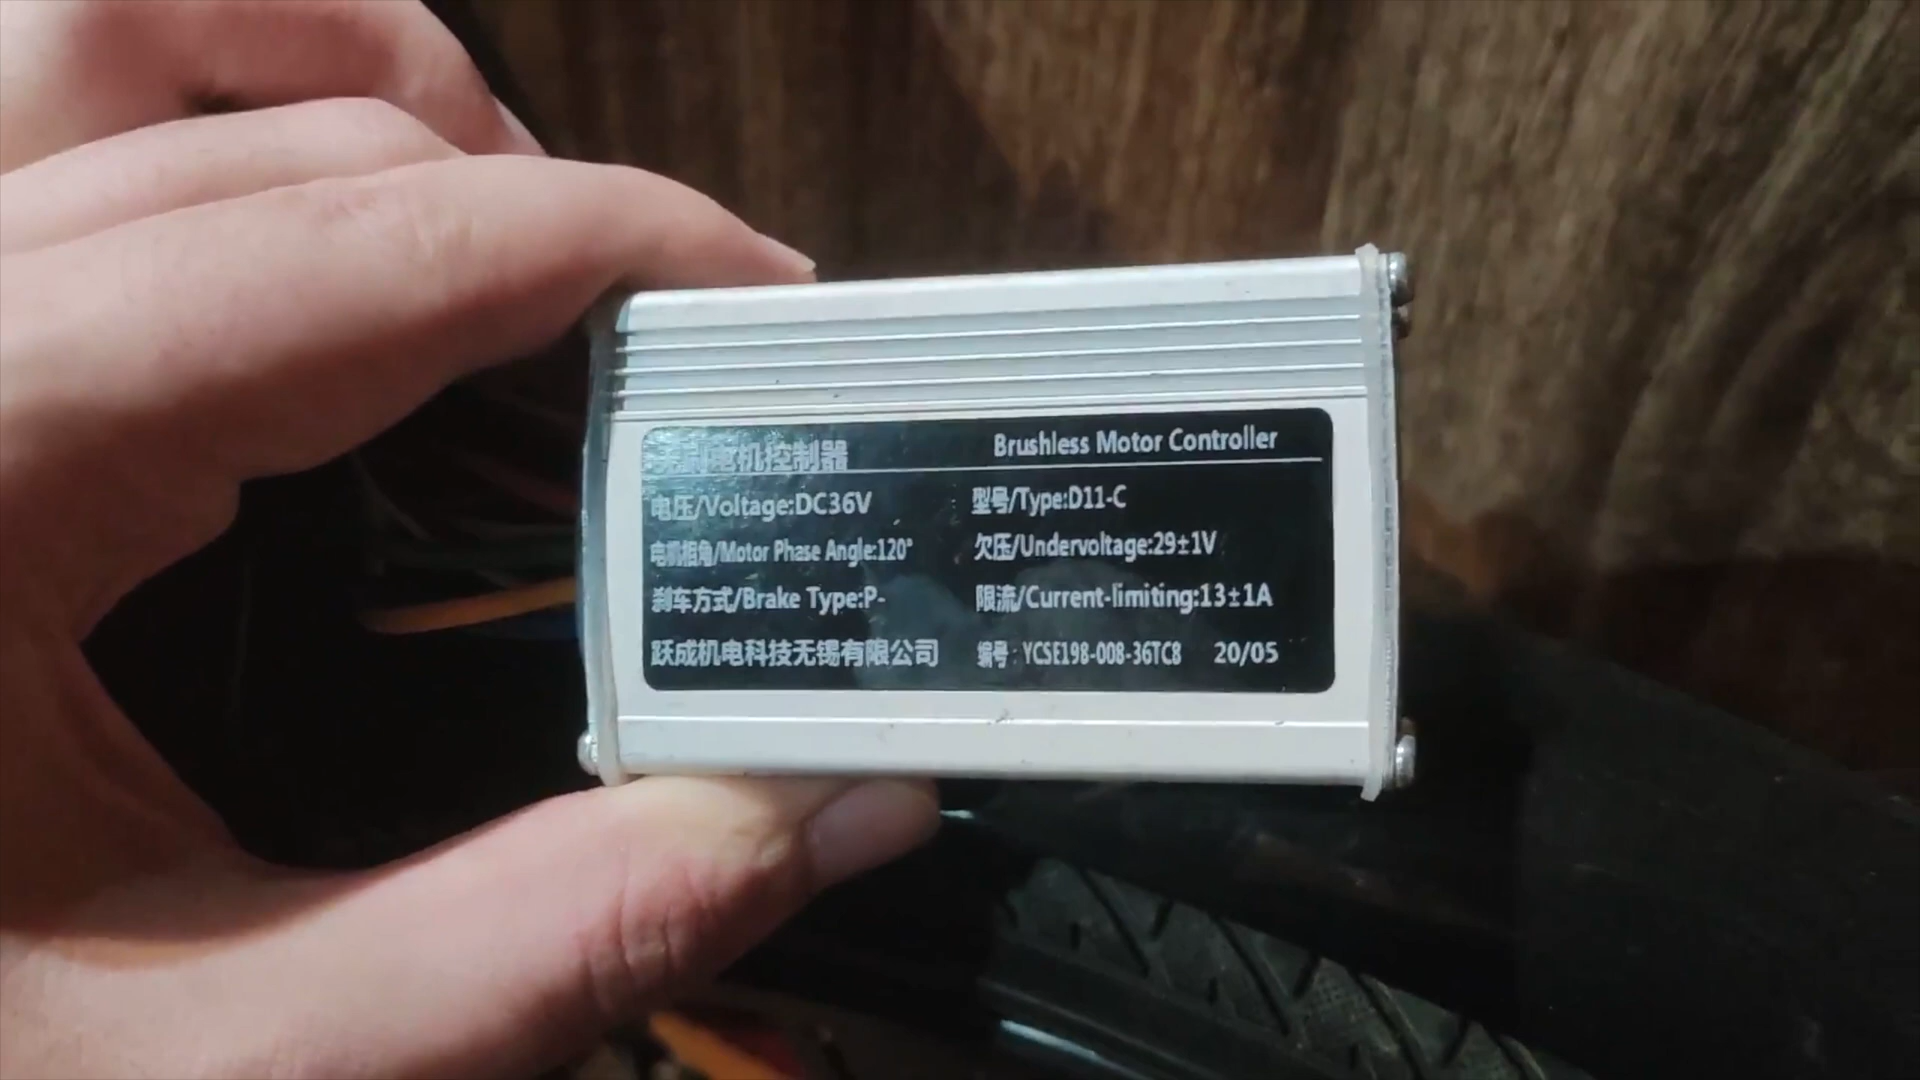 无刷电机控制器 Brushless Motor Controller
电压/Voltage:DC36V 型号/Type:D11-C
电机相角/Motor Phase Angle:120° 欠压/Undervoltage:29±1V
刹车方式/Brake Type:P- 限流/Current-limiting:13±1A
跃成机电科技无锡有限公司 编号:YCSE198-008-36TC8 20/05